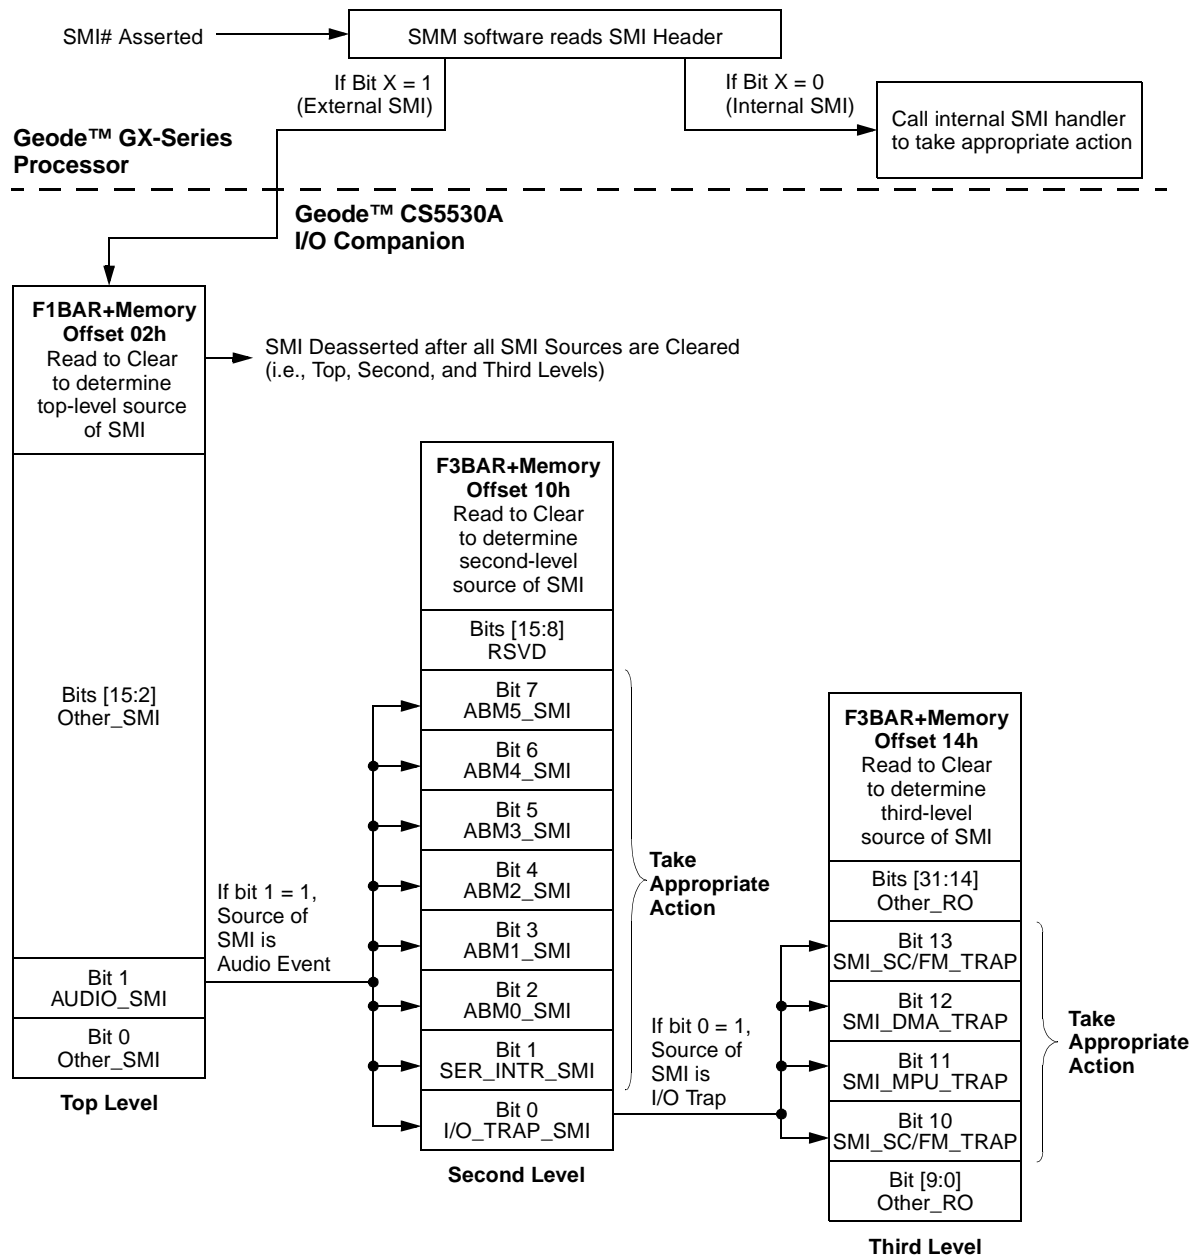 SMI# Asserted
SMM software reads SMI Header
If Bit X = 1
(External SMI)
If Bit X = 0
(Internal SMI)
Call internal SMI handler
to take appropriate action
Geode™ GX-Series
Processor
Geode™ CS5530A
I/O Companion
F1BAR+Memory
Offset 02h
Read to Clear
to determine
top-level source
of SMI
SMI Deasserted after all SMI Sources are Cleared
(i.e., Top, Second, and Third Levels)
Bits [15:2]
Other_SMI
Bit 1
AUDIO_SMI
Bit 0
Other_SMI
Top Level
If bit 1 = 1,
Source of
SMI is
Audio Event
F3BAR+Memory
Offset 10h
Read to Clear
to determine
second-level
source of SMI
Bits [15:8]
RSVD
Bit 7
ABM5_SMI
Bit 6
ABM4_SMI
Bit 5
ABM3_SMI
Bit 4
ABM2_SMI
Bit 3
ABM1_SMI
Bit 2
ABM0_SMI
Bit 1
SER_INTR_SMI
Bit 0
I/O_TRAP_SMI
Second Level
Take
Appropriate
Action
If bit 0 = 1,
Source of
SMI is
I/O Trap
F3BAR+Memory
Offset 14h
Read to Clear
to determine
third-level
source of SMI
Bits [31:14]
Other_RO
Bit 13
SMI_SC/FM_TRAP
Bit 12
SMI_DMA_TRAP
Bit 11
SMI_MPU_TRAP
Bit 10
SMI_SC/FM_TRAP
Bit [9:0]
Other_RO
Third Level
Take
Appropriate
Action